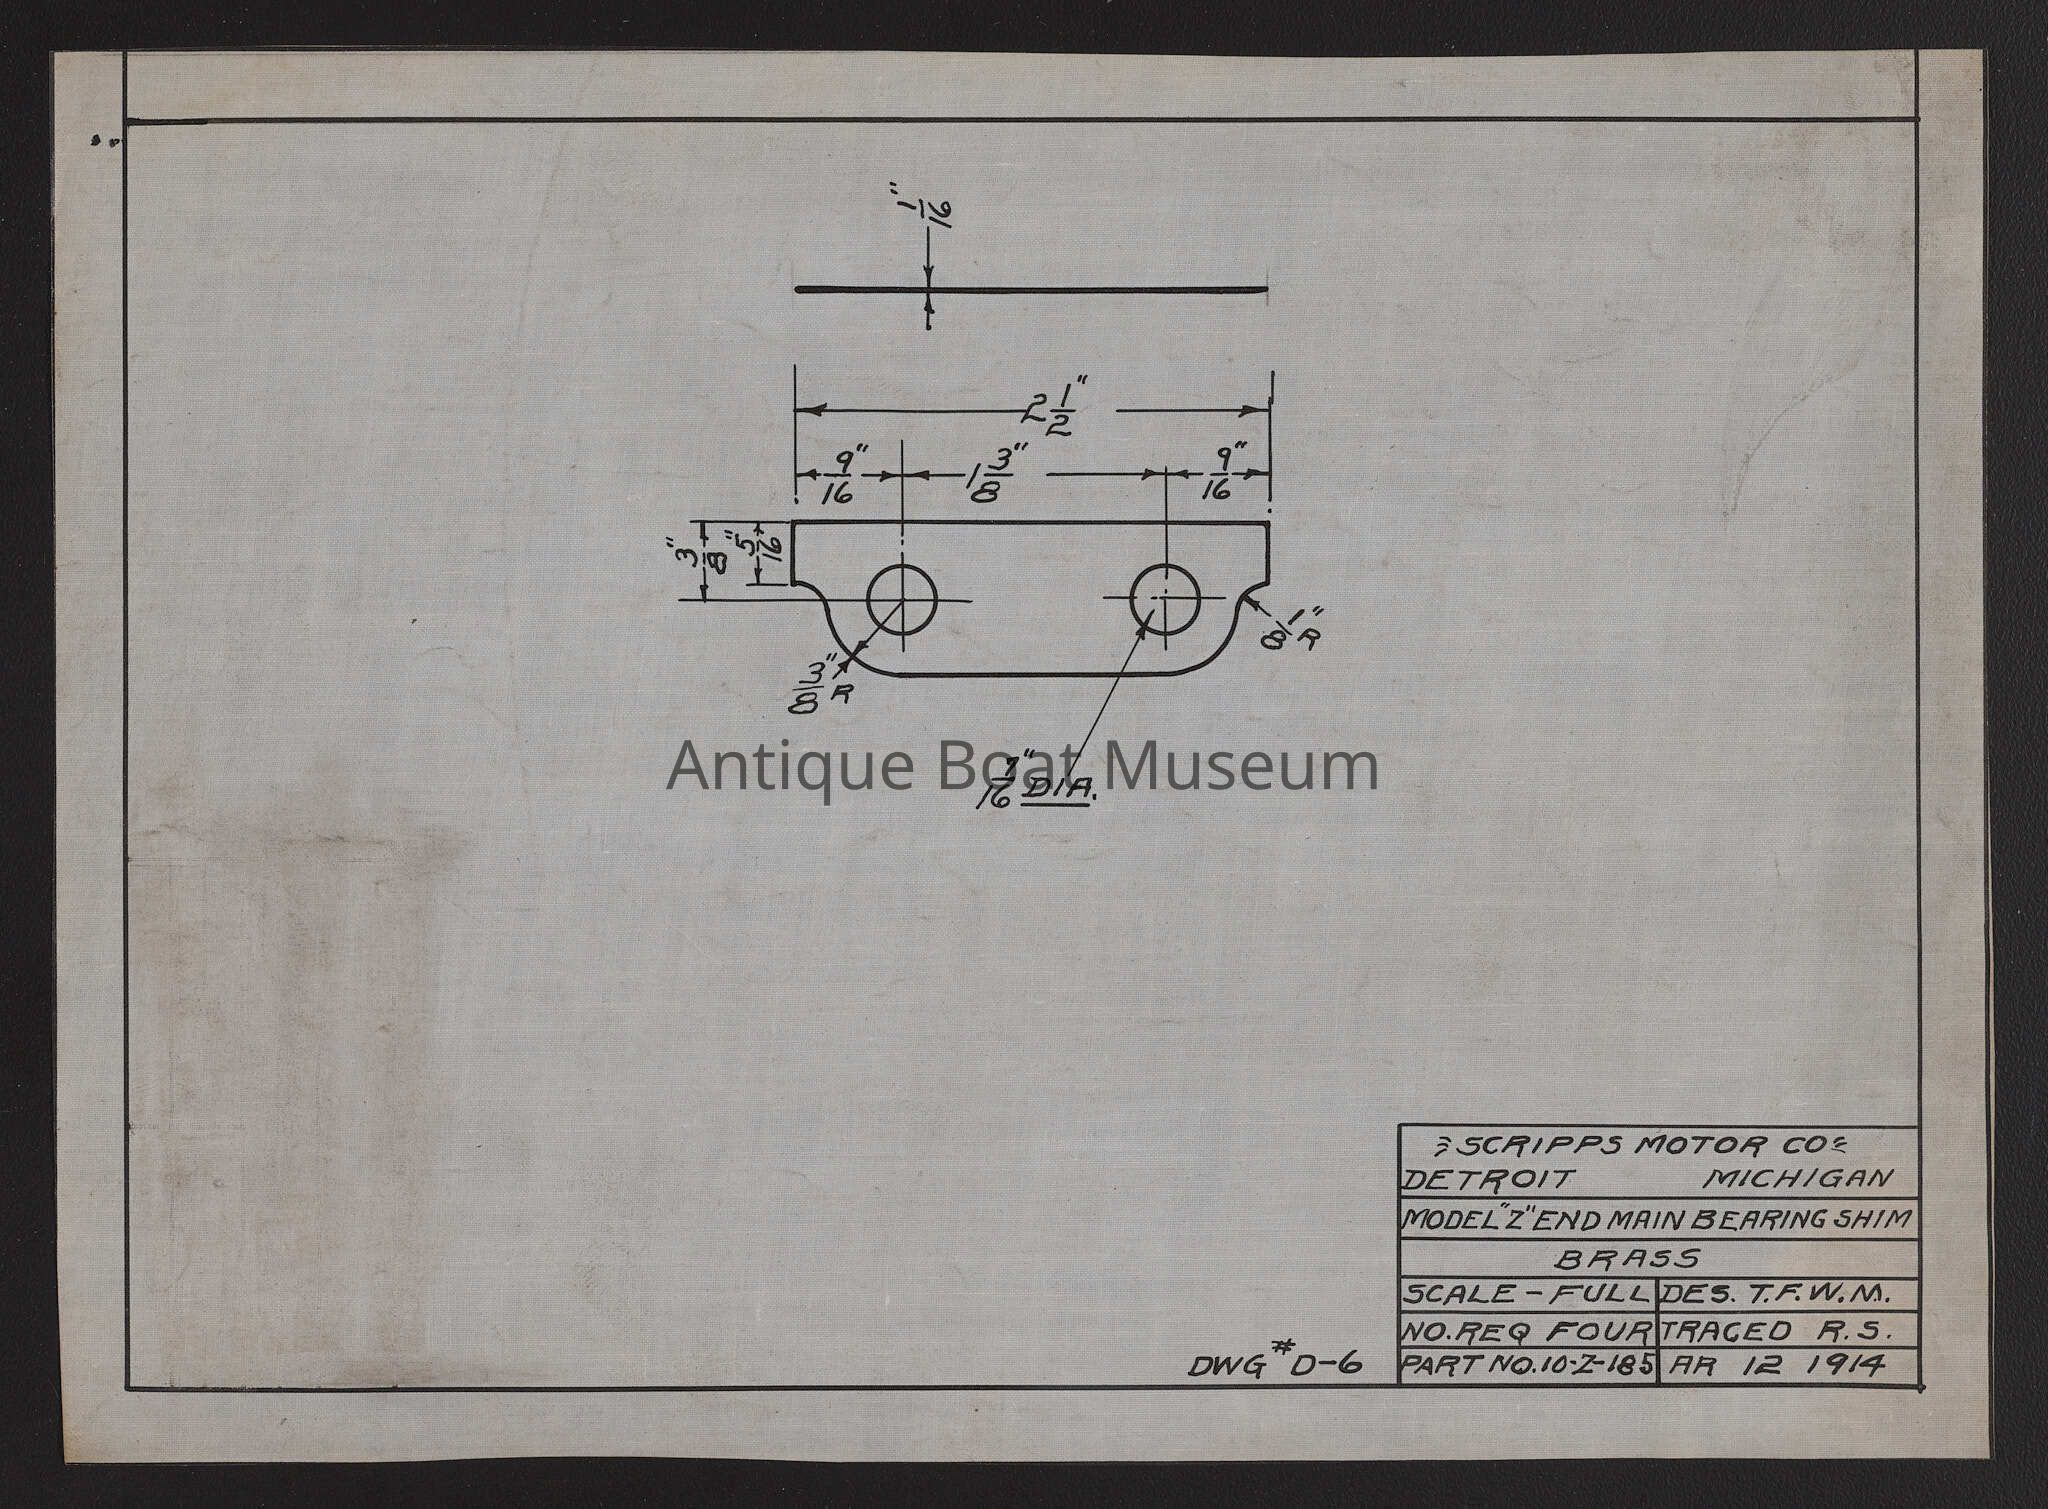 1/16"
2 1/2"
9/16" 1 3/8" 9/16"
3/8" 5/16"
1/8" R
3/8" R
Antique Boat Museum
7/16" DIA.
SCRIPPS MOTOR CO
DETROIT MICHIGAN
MODEL "Z" END MAIN BEARING SHIM
BRASS
SCALE - FULL DES. T.F.W.M.
NO. REQ FOUR TRACED R.S.
DWG # D-6 PART NO. 10-Z-185 AR 12 1914